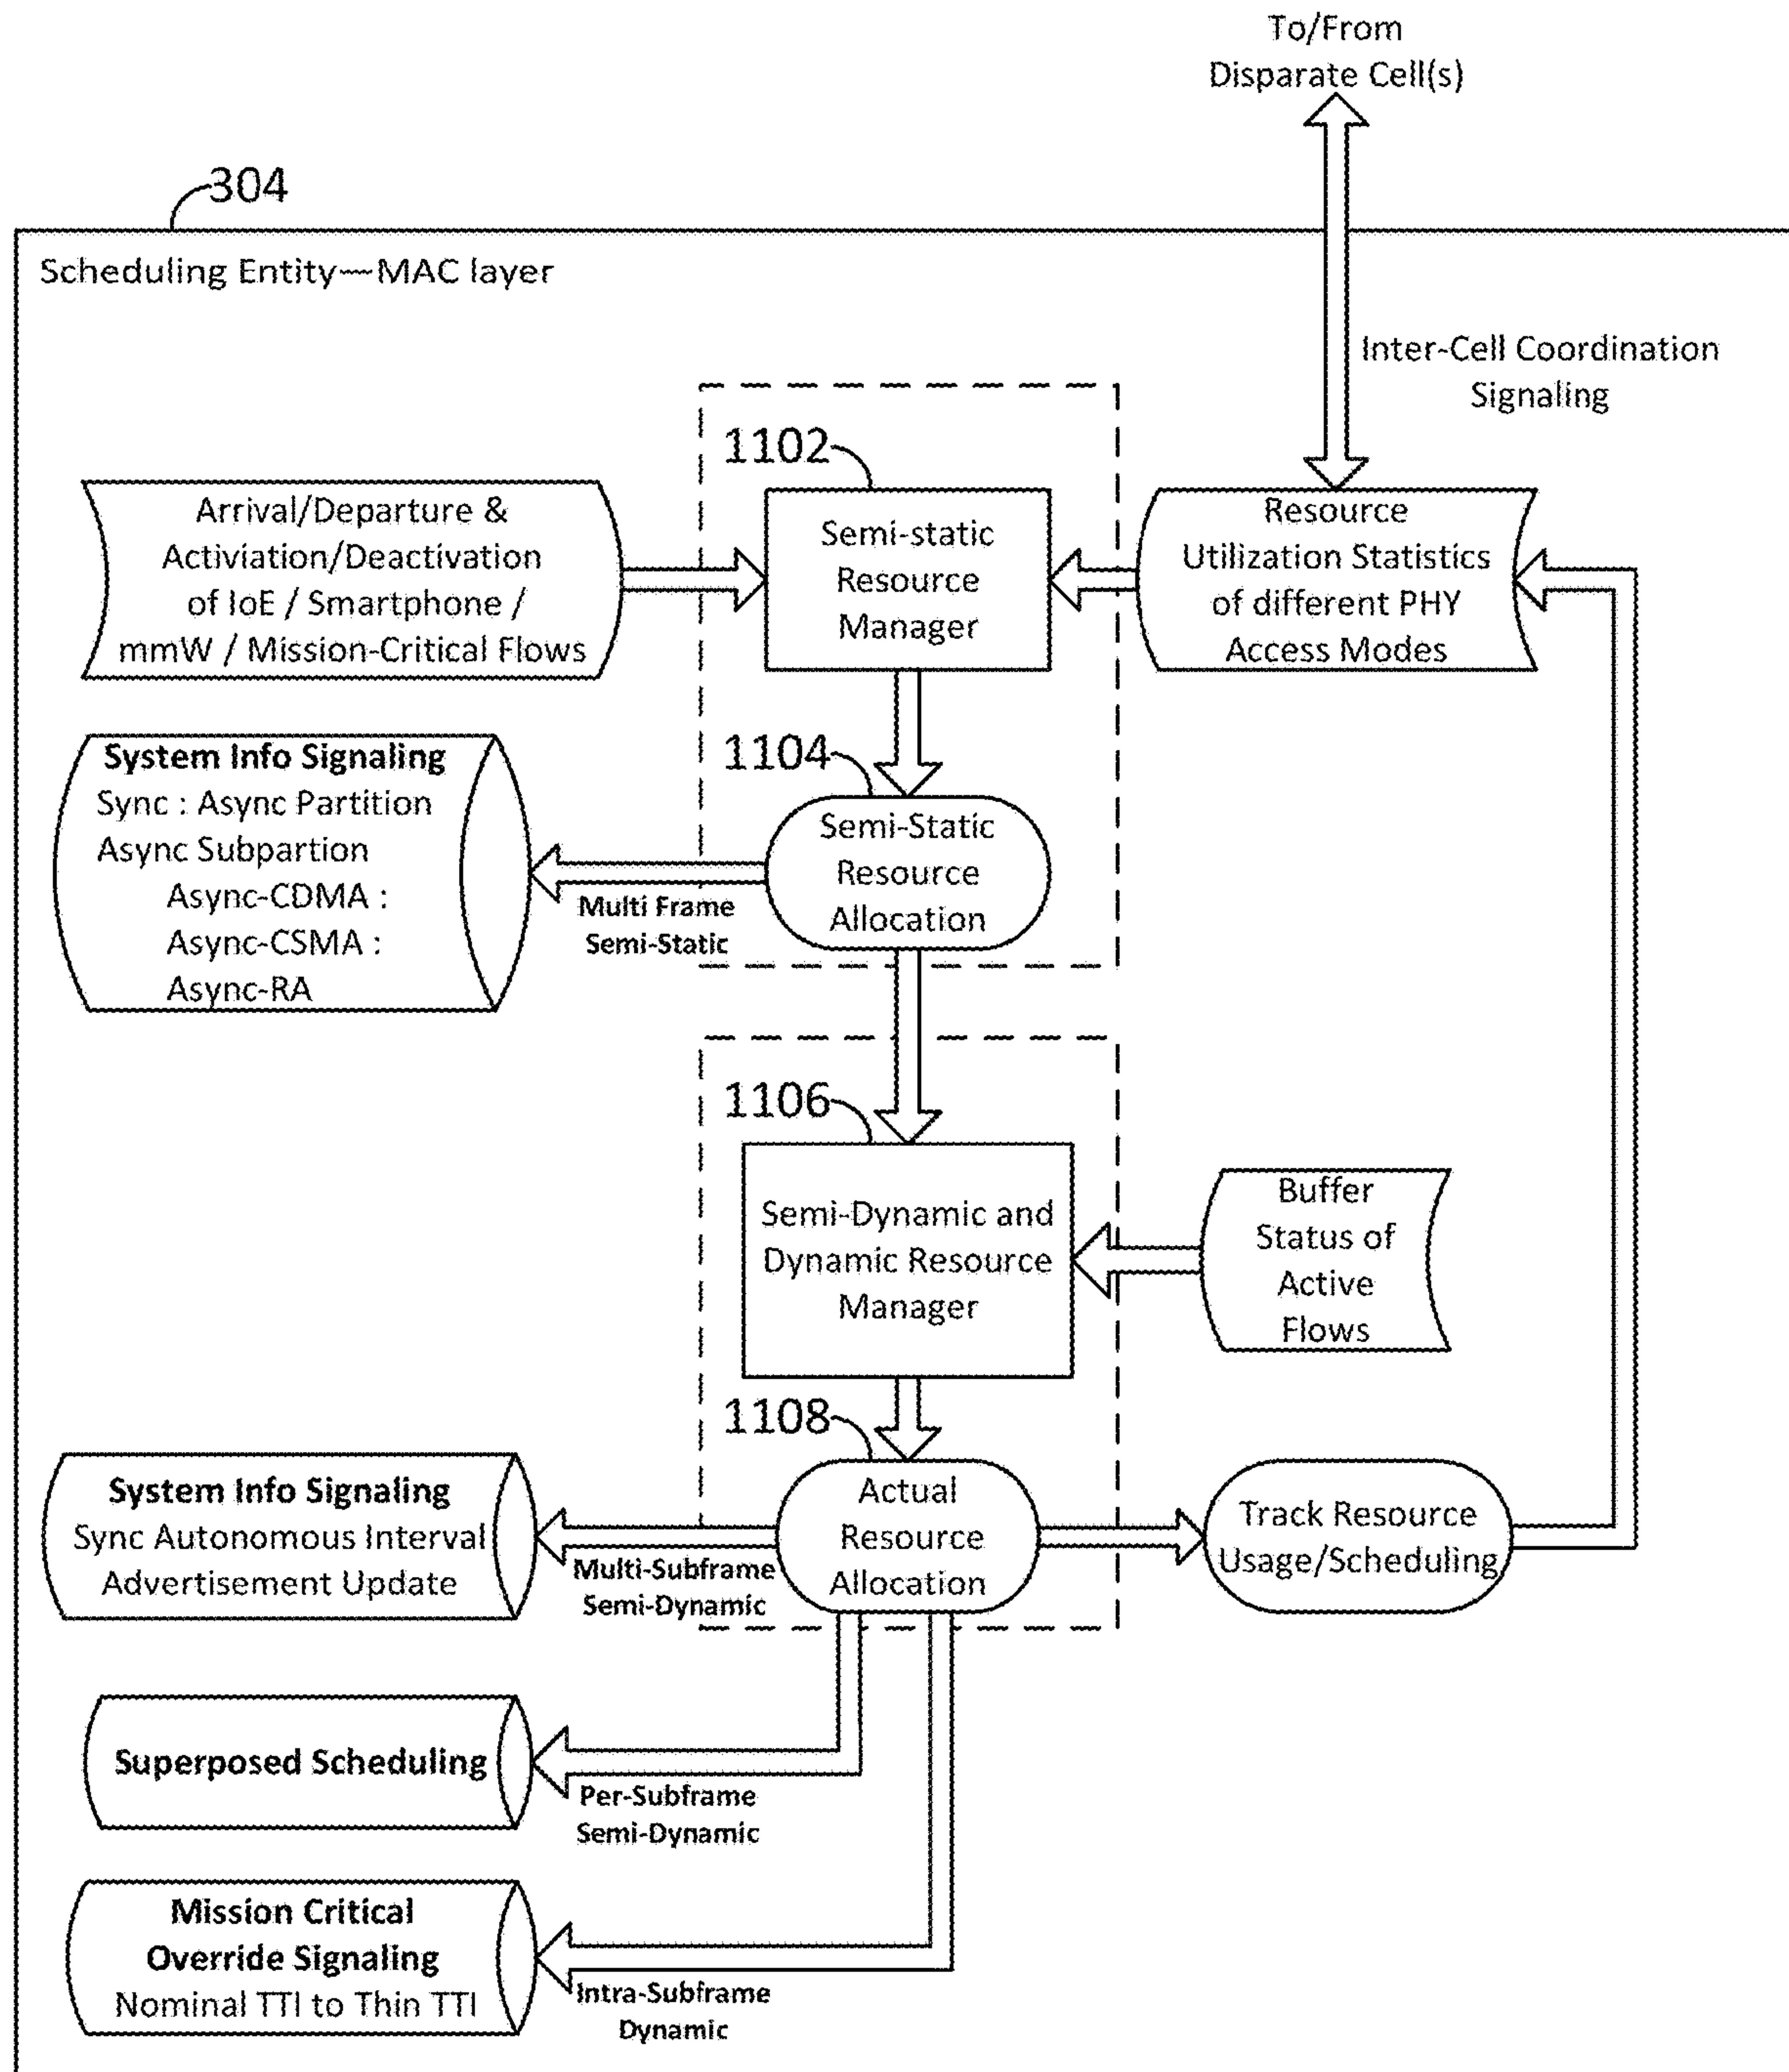 To/From
Disparate Cell(s)
304
Scheduling Entity—MAC layer
Inter-Cell Coordination
Signaling
1102
Arrival/Departure &
Activiation/Deactivation
of IoE / Smartphone /
mmW / Mission-Critical Flows
Semi-static
Resource
Manager
Resource
Utilization Statistics
of different PHY
Access Modes
1104
System Info Signaling
Sync : Async Partition
Async Subpartion
Async-CDMA :
Async-CSMA :
Async-RA
Multi Frame
Semi-Static
Semi-Static
Resource
Allocation
1106
Semi-Dynamic and
Dynamic Resource
Manager
Buffer
Status of
Active
Flows
1108
System Info Signaling
Sync Autonomous Interval
Advertisement Update
Multi-Subframe
Semi-Dynamic
Actual
Resource
Allocation
Track Resource
Usage/Scheduling
Superposed Scheduling
Per-Subframe
Semi-Dynamic
Mission Critical
Override Signaling
Nominal TTI to Thin TTI
Intra-Subframe
Dynamic